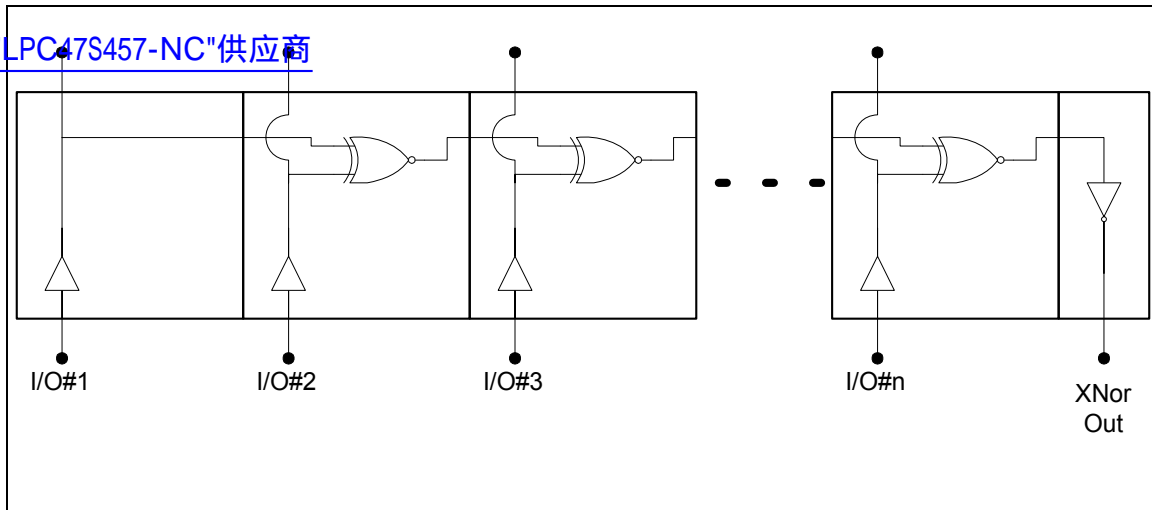 LPC47S457-NC"供应商
I/O#1
I/O#2
I/O#3
I/O#n
XNor
Out